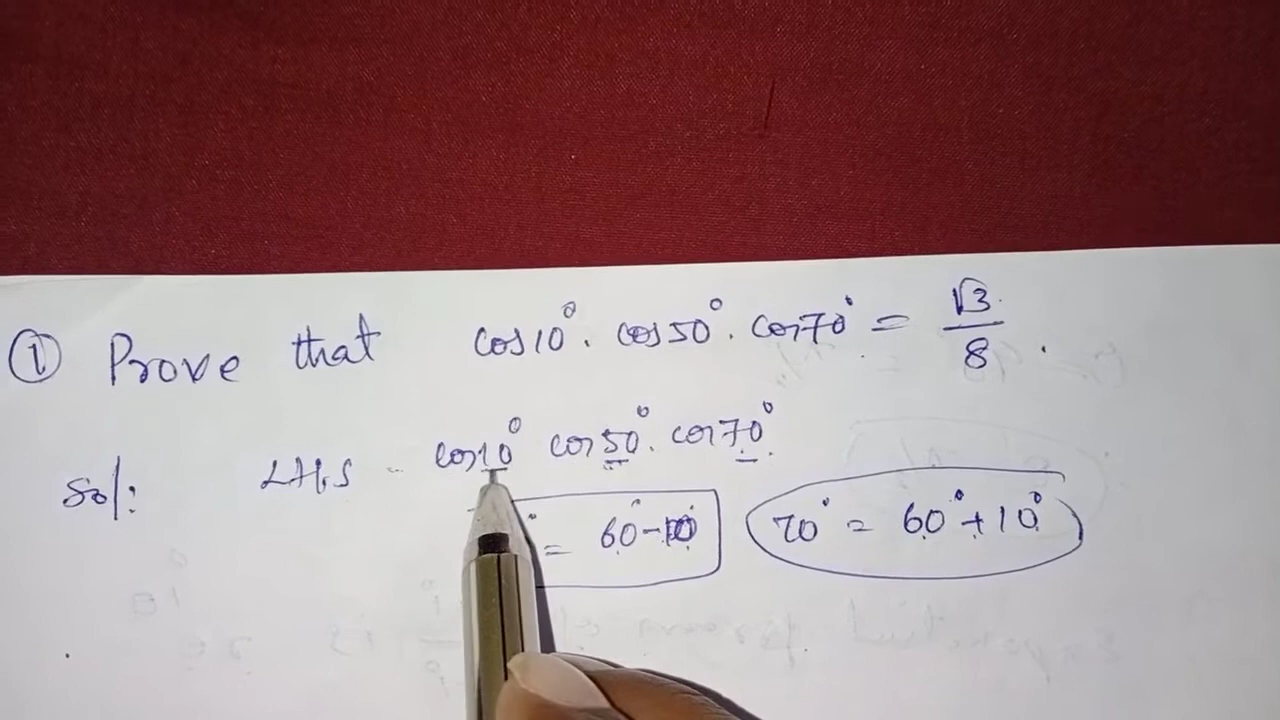 ① Prove that cos10°. cos50°. cos70° = √3/8.
Sol: LHS - cos10° cos50°. cos70°.
° = 60°-10° 70° = 60°+10°